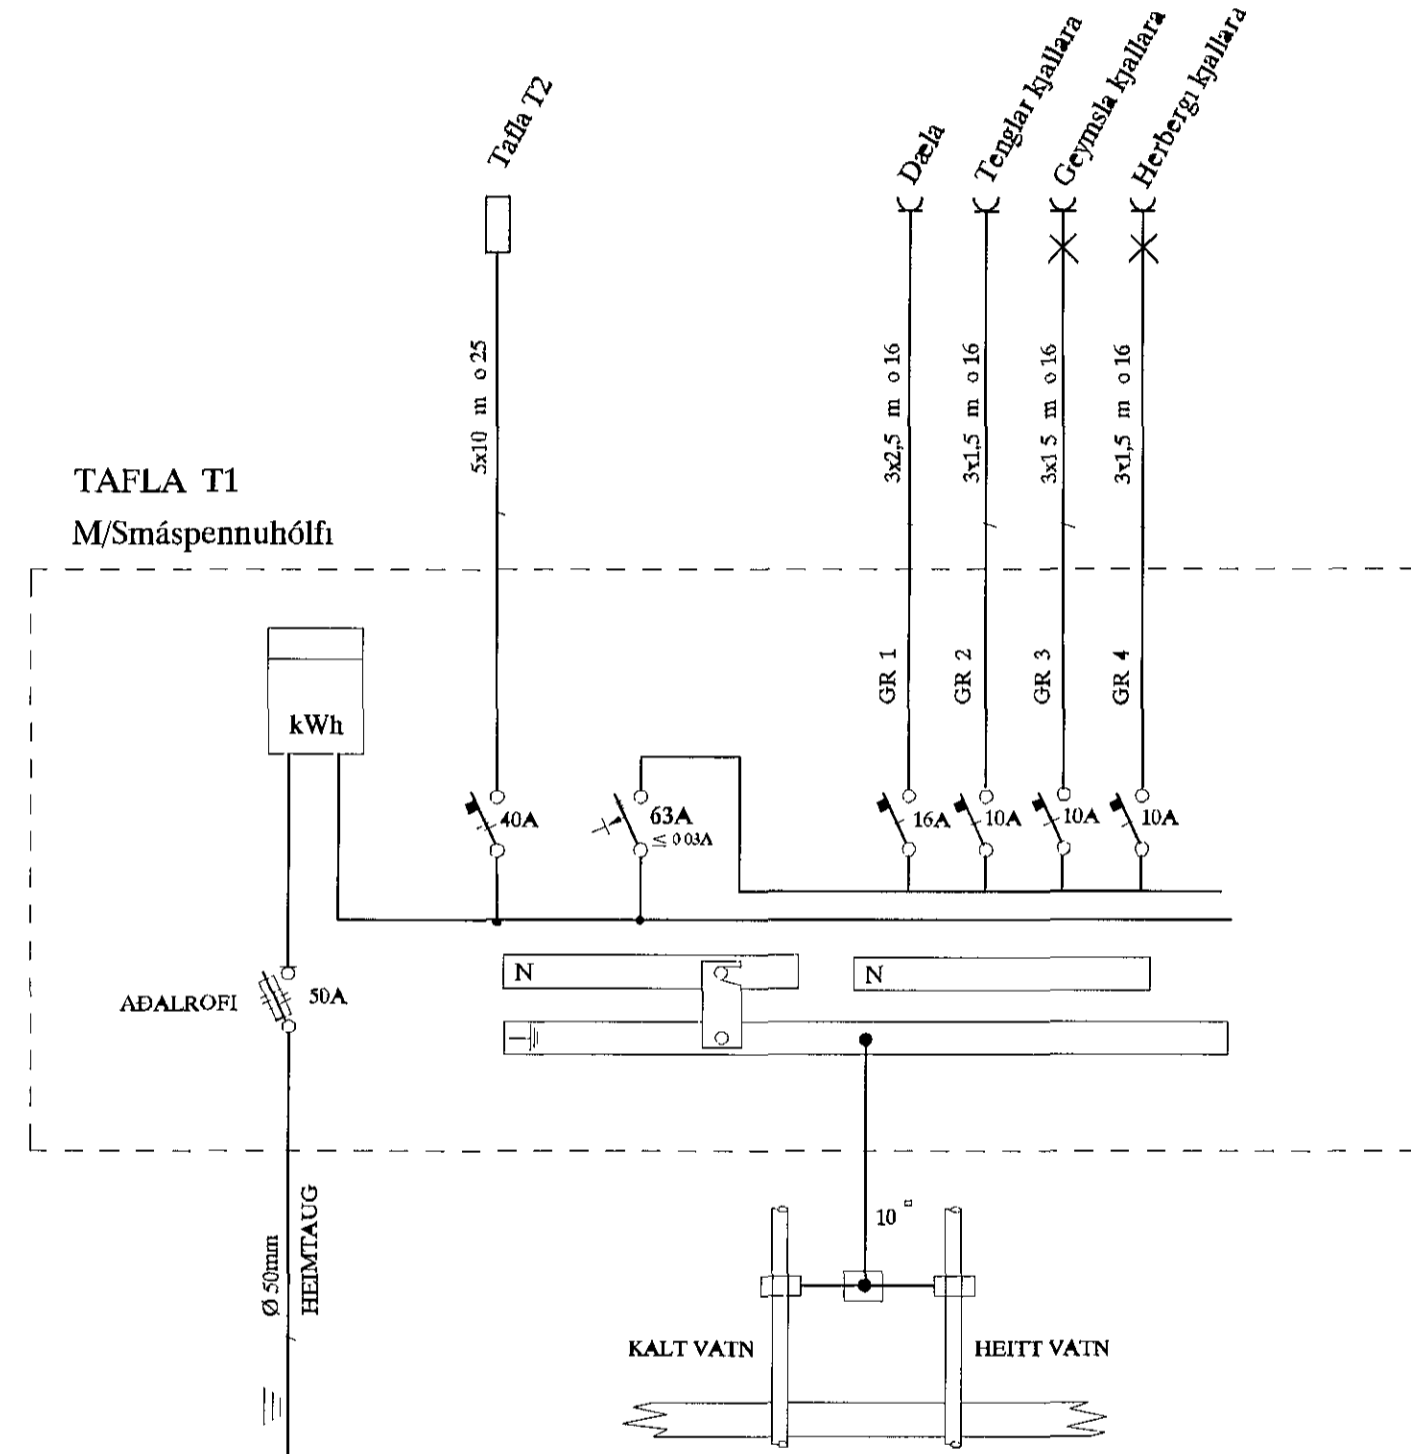 Tafla T2
Dæla
Tenglar kjallara
Geymsla kjallara
Herbergi kjallara
5x10 m o 25
3x2,5 m o 16
3x1,5 m o 16
3x1 5 m o 16
3x1,5 m o 16
TAFLA T1
M/Smáspennuhólfi
GR 1
GR 2
GR 3
GR 4
kWh
40A
63A
≤ 0 03A
16A
10A
10A
10A
N
N
AÐALROFI
50A
Ø 50mm
HEIMTAUG
10 □
KALT VATN
HEITT VATN